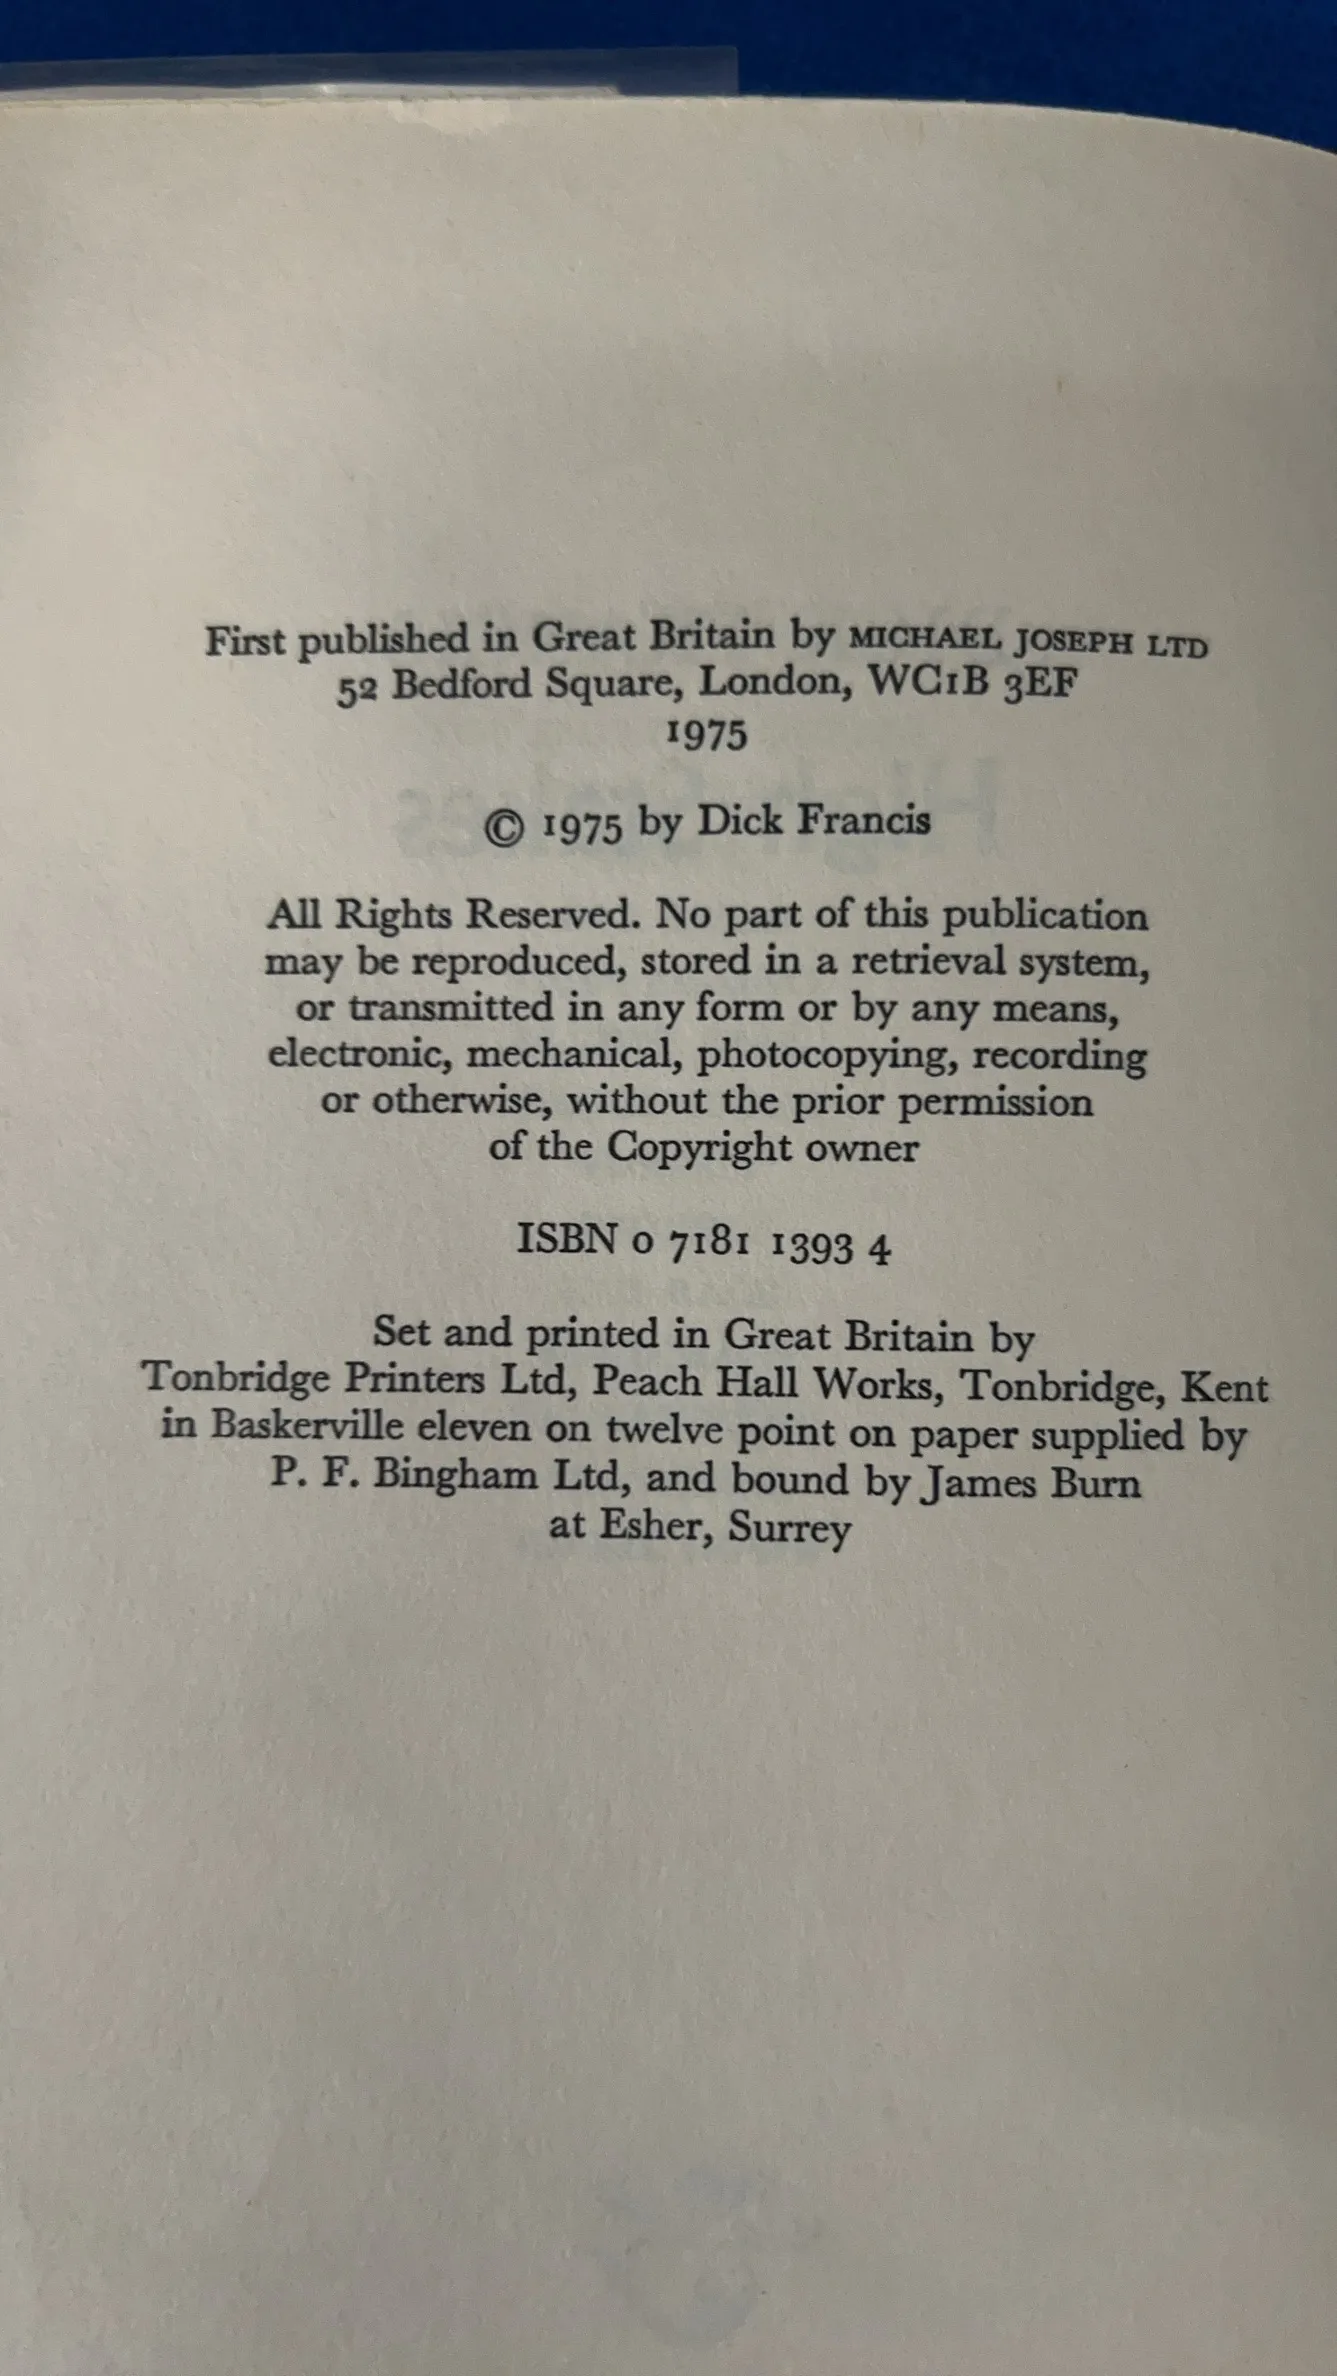 First published in Great Britain by MICHAEL JOSEPH LTD
52 Bedford Square, London, WC1B 3EF
1975
© 1975 by Dick Francis
All Rights Reserved. No part of this publication
may be reproduced, stored in a retrieval system,
or transmitted in any form or by any means,
electronic, mechanical, photocopying, recording
or otherwise, without the prior permission
of the Copyright owner
ISBN 0 7181 1393 4
Set and printed in Great Britain by
Tonbridge Printers Ltd, Peach Hall Works, Tonbridge, Kent
in Baskerville eleven on twelve point on paper supplied by
P. F. Bingham Ltd, and bound by James Burn
at Esher, Surrey